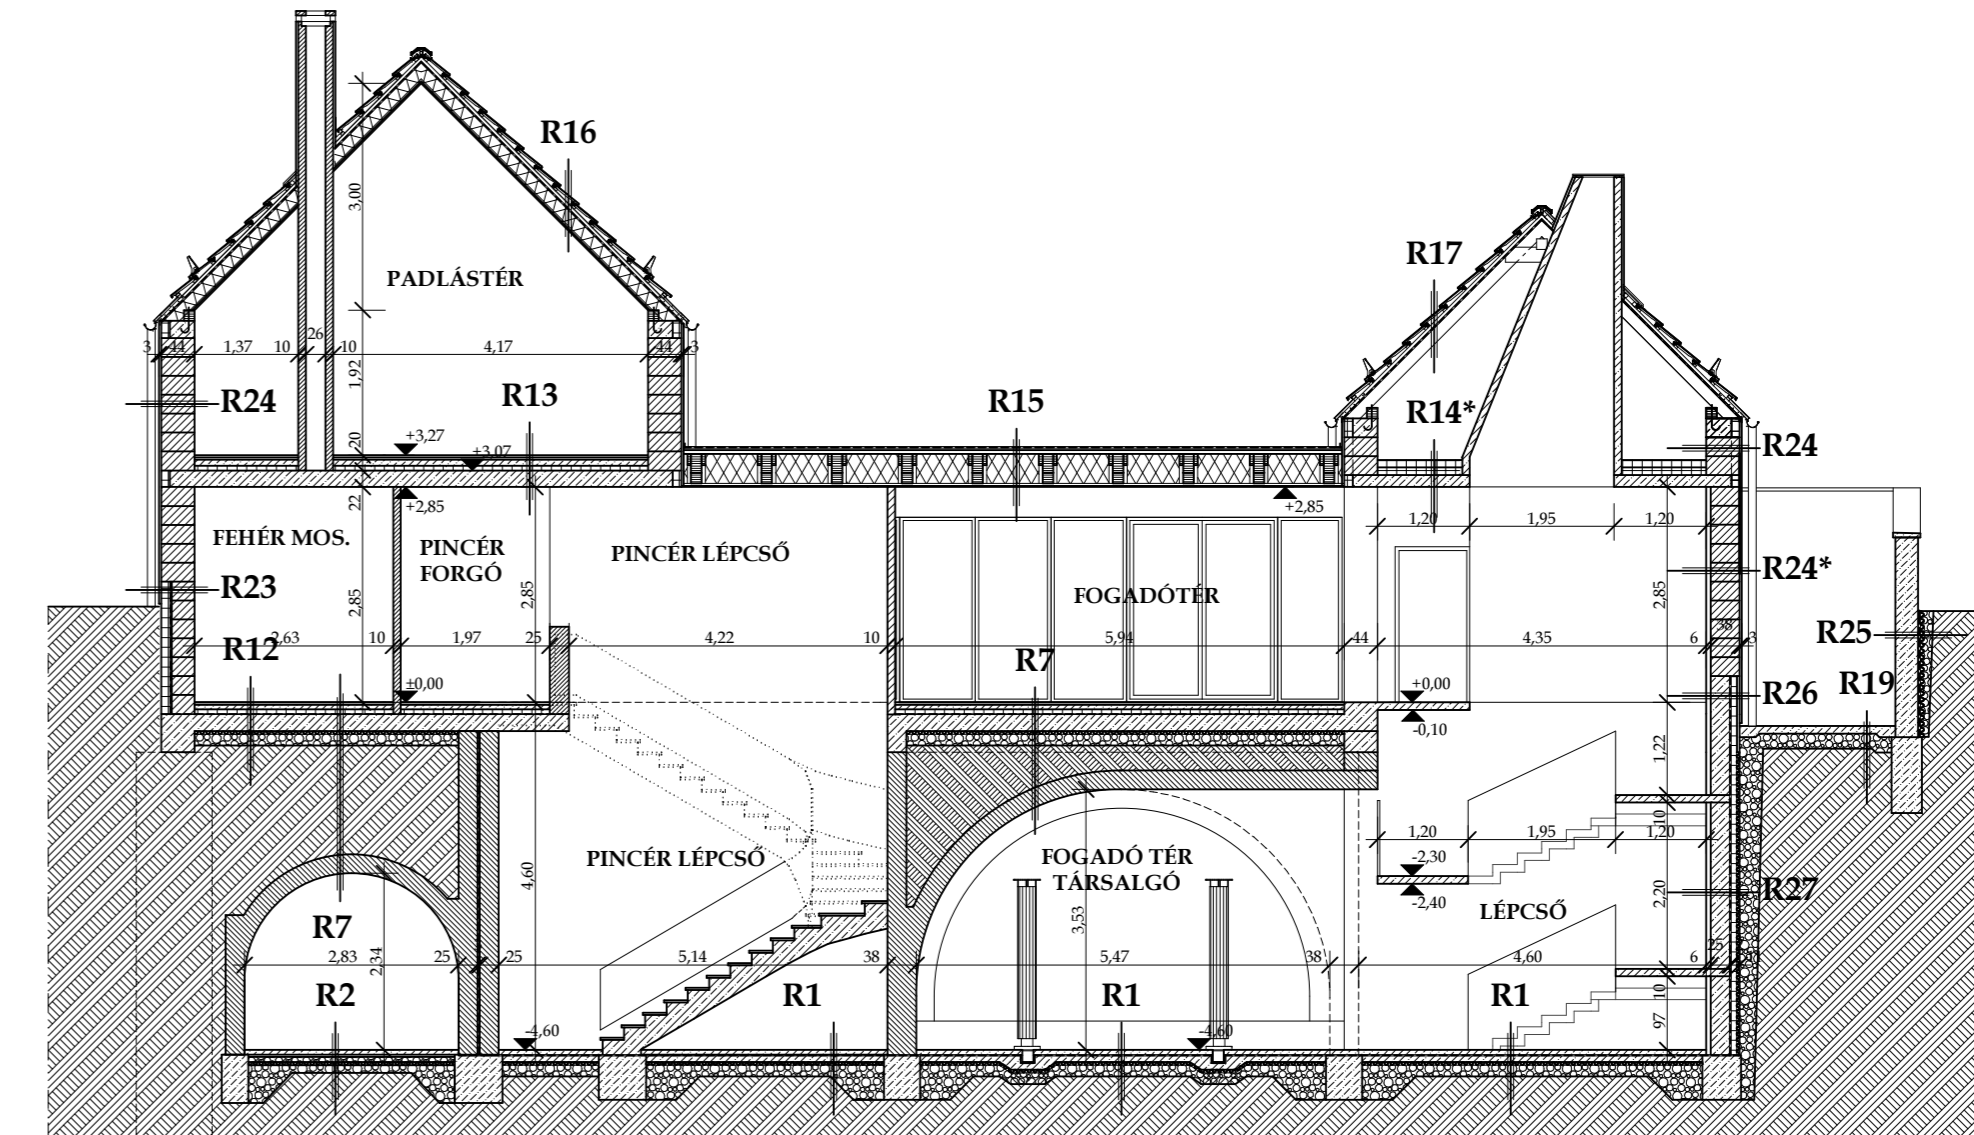 R16
3,00
PADLÁSTÉR
R17
3 44 1,37 10 26 10 4,17 44 3
1,92
R24
R13
R15
R14*
+3,27
20
+3,07
R24
22
+2,85
+2,85
FEHÉR MOS.
PINCÉR
FORGÓ
PINCÉR LÉPCSŐ
1,20 1,95 1,20
R24*
R23
2,85
2,85
FOGADÓTÉR
2,85
38
R25
2,63 10 1,97 25 4,22 10 5,94 44 4,35 6 3
R12
R7
±0,00
+0,00
R26
R19
-0,10
1,22
10
1,20 1,95 1,20
PINCÉR LÉPCSŐ
4,60
FOGADÓ TÉR
TÁRSALGÓ
-2,30
-2,40
2,20
R27
LÉPCSŐ
3,53
R7
2,34
25
2,83 25 25 5,14 38 5,47 38 4,60 6
R2
R1
R1
R1
10
97
-4,60
-4,60